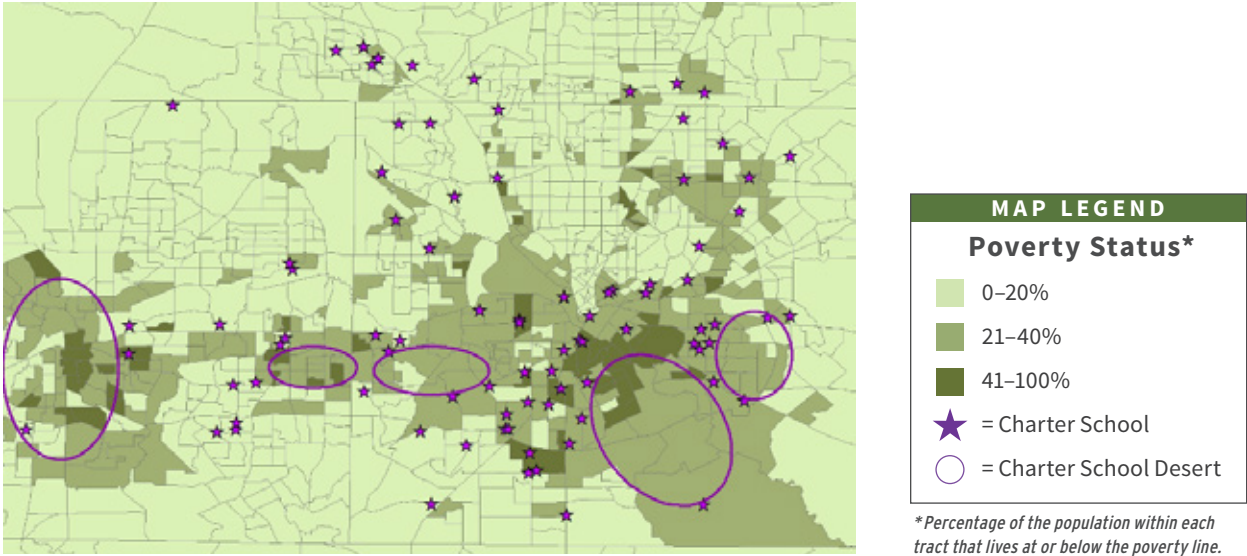 MAP LEGEND
Poverty Status*
0–20%
21–40%
41–100%
= Charter School
= Charter School Desert
*Percentage of the population within each
tract that lives at or below the poverty line.